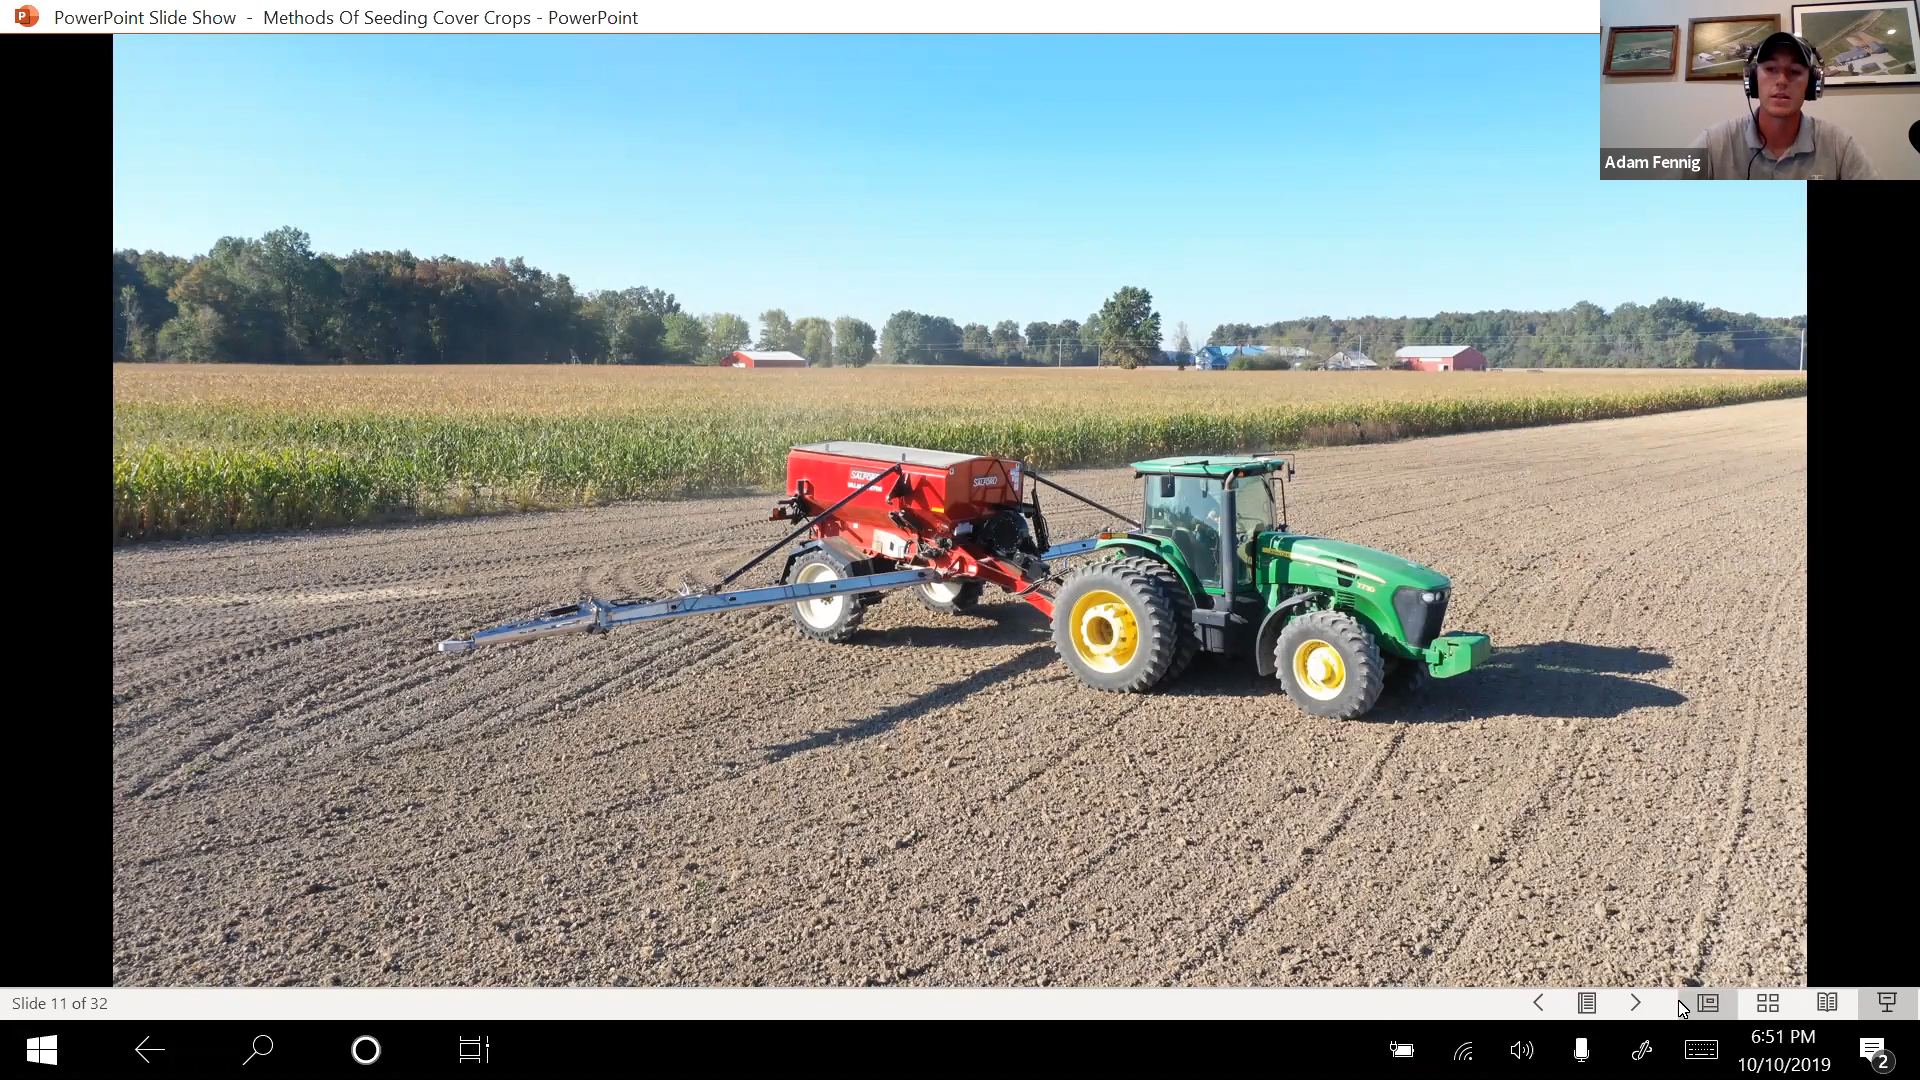 PowerPoint Slide Show - Methods Of Seeding Cover Crops - PowerPoint
Adam Fennig
SALFORD
SALFORD
7730
Slide 11 of 32
6:51 PM
10/10/2019
2